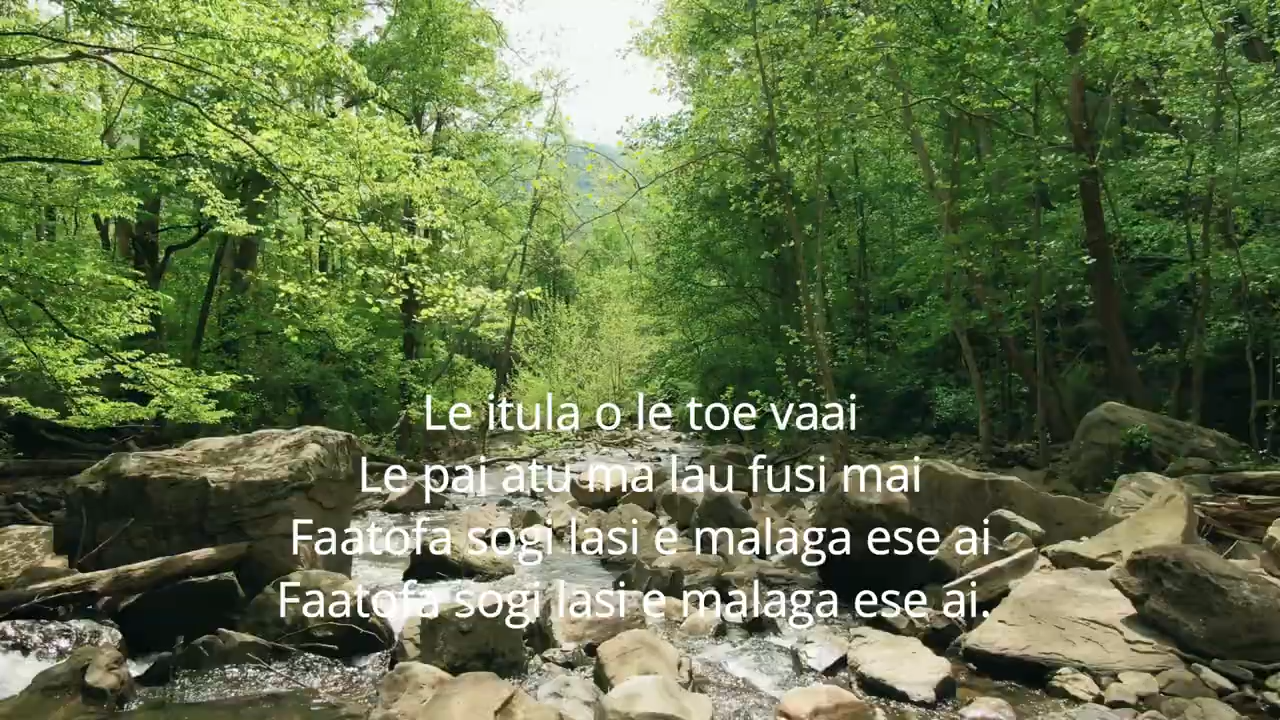 Le itula o le toe vaai
Le pai atu ma lau fusi mai
Faatofa sogi lasi e malaga ese ai
Faatofa sogi lasi e malaga ese ai.